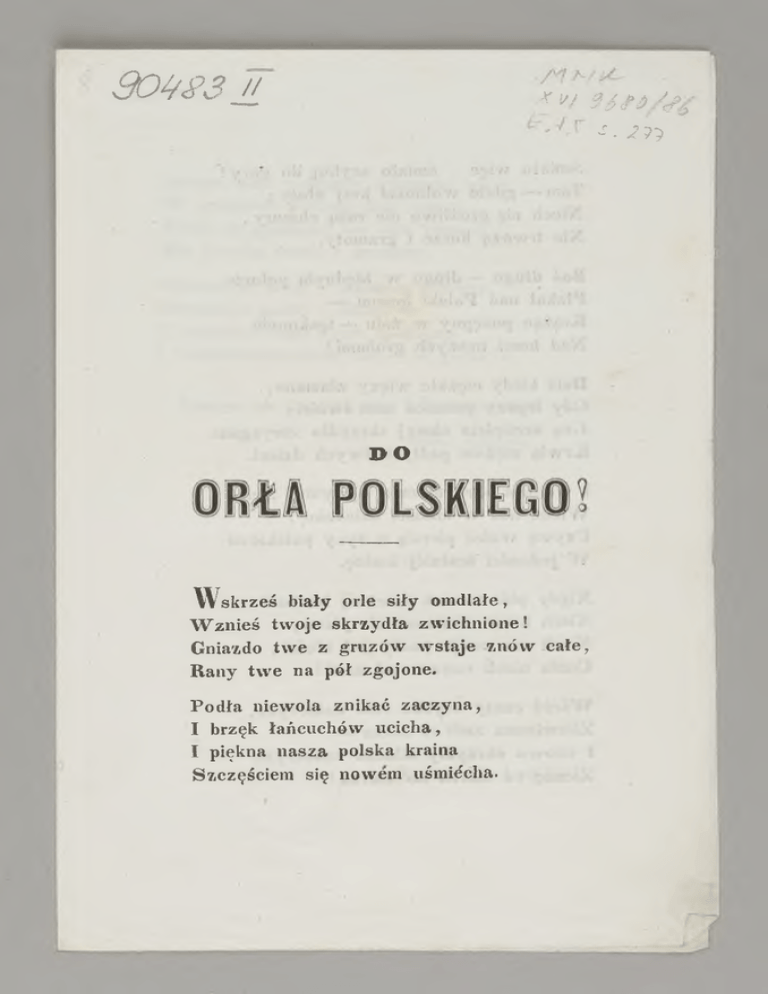 90483 II
MNK
XVI 9680/86
s. 277
DO
ORŁA POLSKIEGO!
Wskrześ biały orle siły omdlałe,
Wznieś twoje skrzydła zwichnione!
Gniazdo twe z gruzów wstaje znów całe,
Rany twe na pół zgojone.
Podła niewola znikać zaczyna,
I brzęk łańcuchów ucicha,
I piękna nasza polska kraina
Szczęściem się nowém uśmiécha.